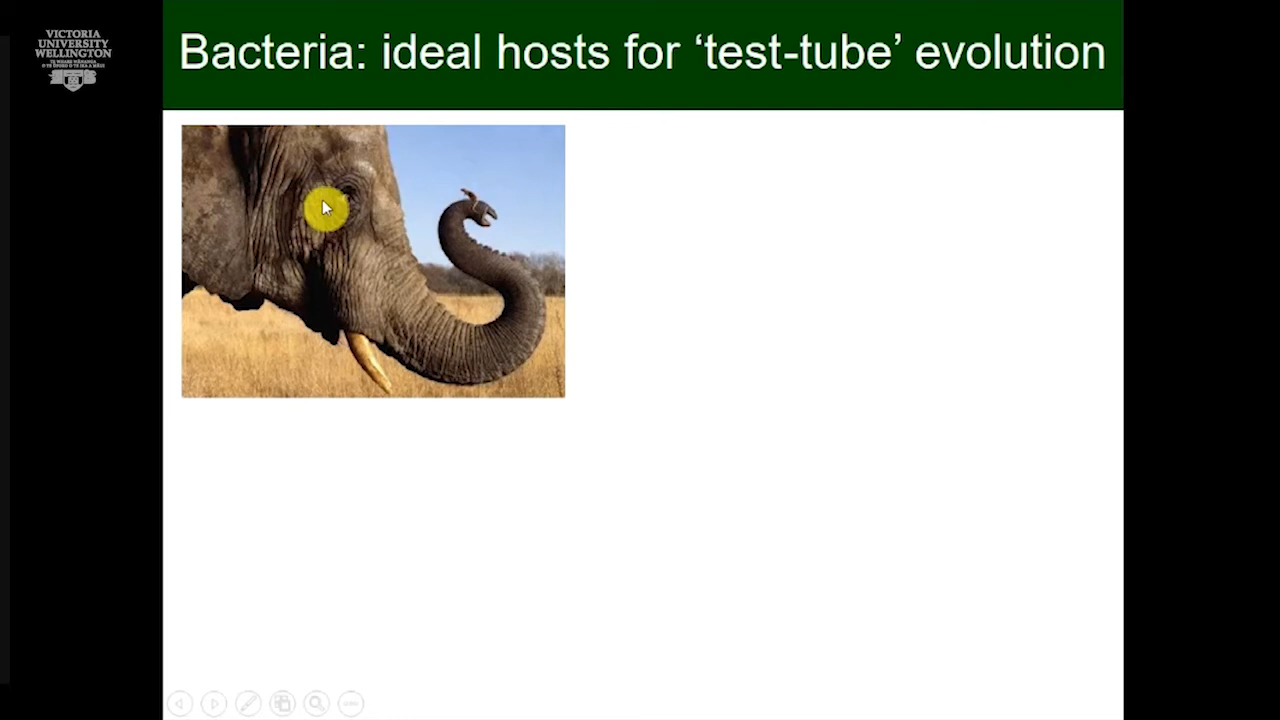 VICTORIA
UNIVERSITY
WELLINGTON
Bacteria: ideal hosts for ‘test-tube’ evolution